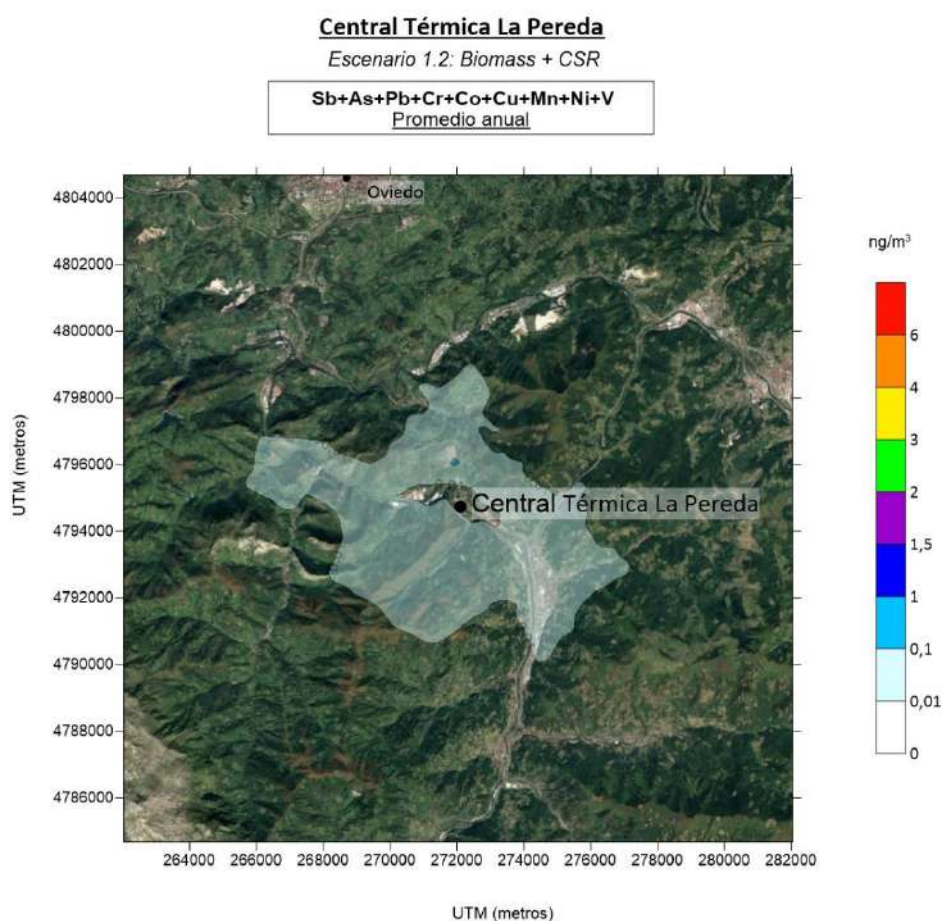 Central Térmica La Pereda
Escenario 1.2: Biomass + CSR
Sb+As+Pb+Cr+Co+Cu+Mn+Ni+V
Promedio anual
4804000
4802000
4800000
4798000
4796000
4794000
4792000
4790000
4788000
4786000
UTM (metros)
Oviedo
Central Térmica La Pereda
264000 266000 268000 270000 272000 274000 276000 278000 280000 282000
UTM (metros)
ng/m³
6
4
3
2
1,5
1
0,1
0,01
0